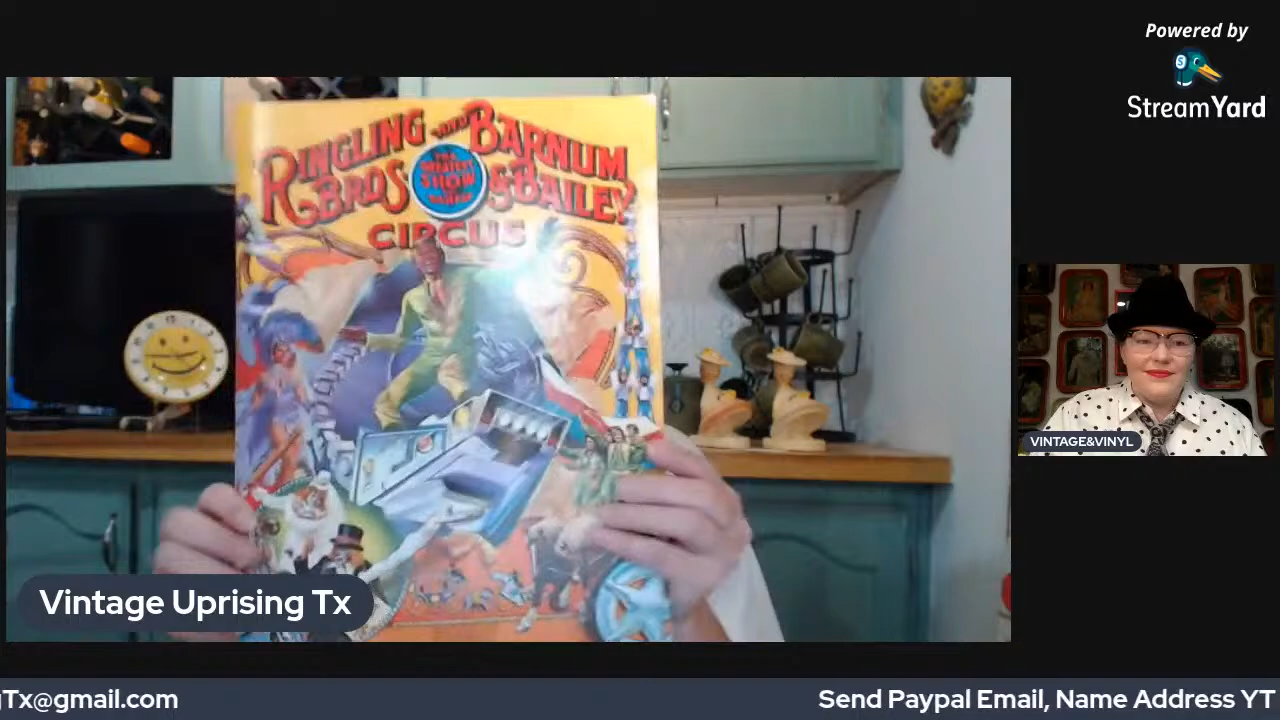 Powered by
StreamYard
RINGLING AND BARNUM
BROS & BAILEY
THE
GREATEST
SHOW
ON EARTH
CIRCUS
VINTAGE&VINYL
Vintage Uprising Tx
gTx@gmail.com
Send Paypal Email, Name Address YT